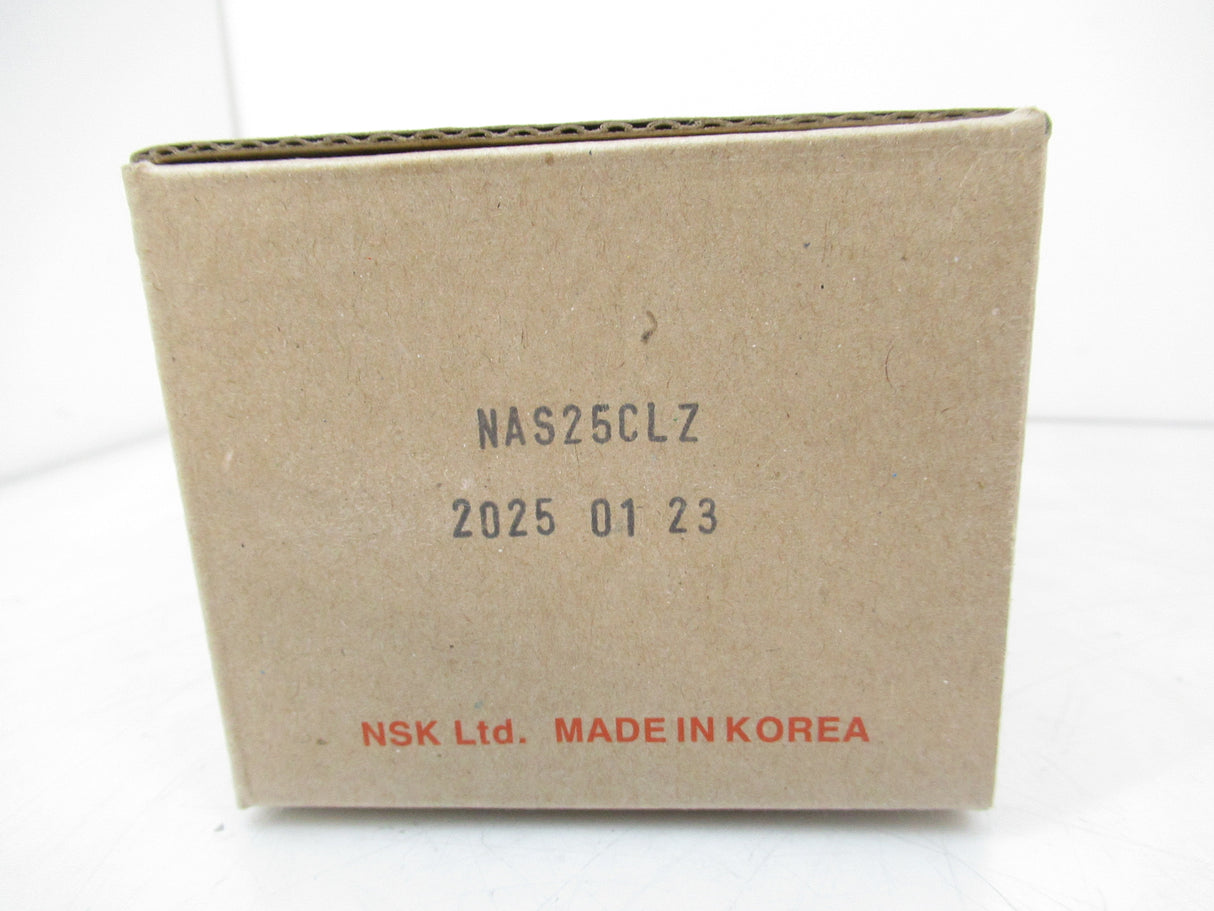 NAS25CLZ
2025 01 23
NSK Ltd. MADE IN KOREA